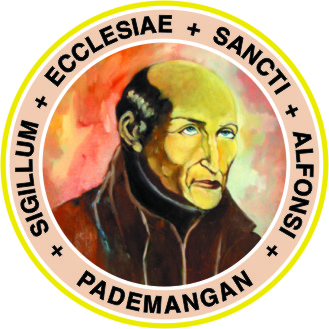 + SIGILLUM + ECCLESIAE + SANCTI + ALFONSI +
PADEMANGAN